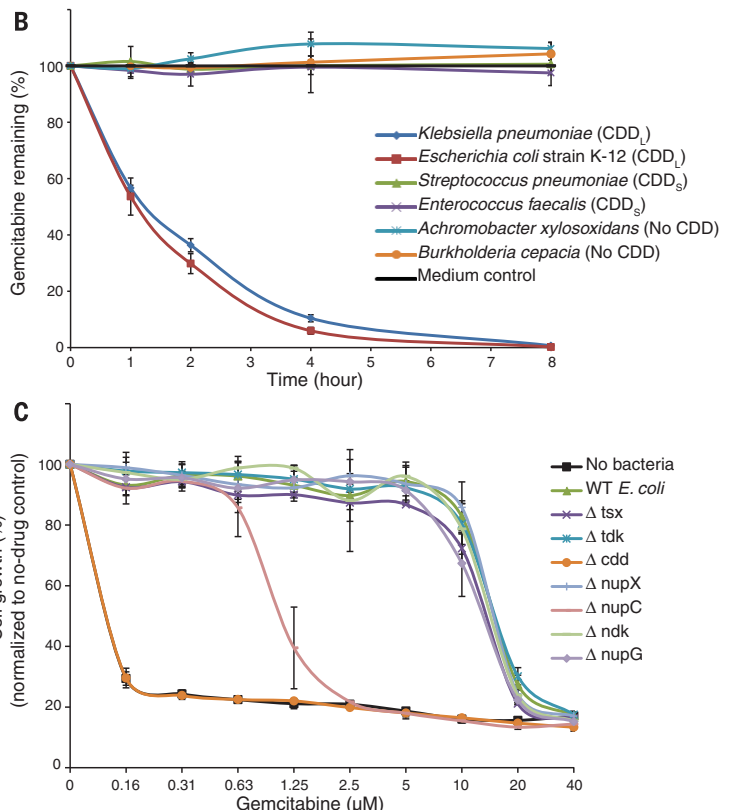 B
Gemcitabine remaining (%)
100
80
60
40
20
0
Klebsiella pneumoniae (CDDL)
Escherichia coli strain K-12 (CDDL)
Streptococcus pneumoniae (CDDS)
Enterococcus faecalis (CDDS)
Achromobacter xylosoxidans (No CDD)
Burkholderia cepacia (No CDD)
Medium control
0 1 2 3 4 5 6 7 8
Time (hour)
C
(normalized to no-drug control)
100
80
60
40
20
0
No bacteria
WT E. coli
Δ tsx
Δ tdk
Δ cdd
Δ nupX
Δ nupC
Δ ndk
Δ nupG
0 0.16 0.31 0.63 1.25 2.5 5 10 20 40
Gemcitabine (μM)